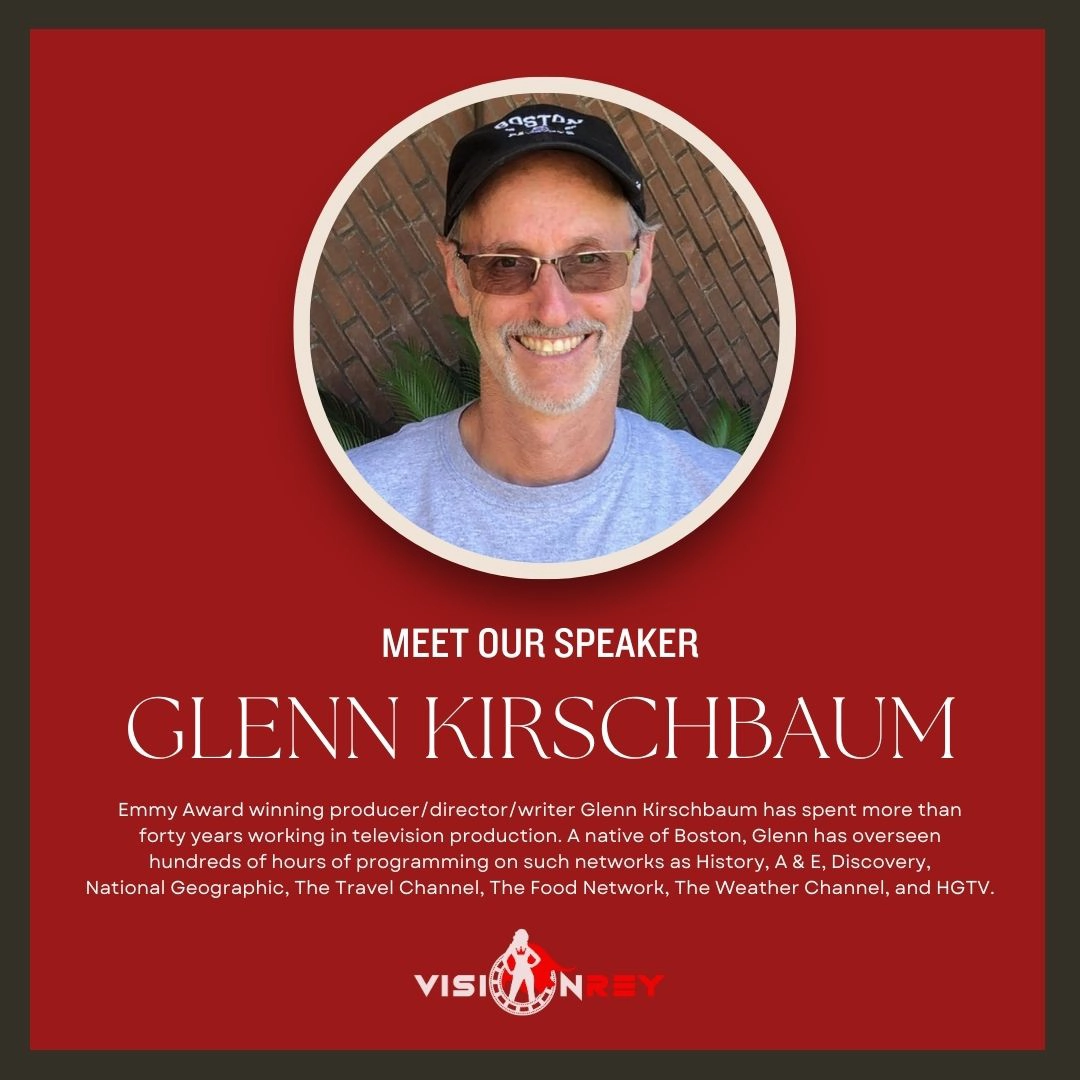 BOSTON
MEET OUR SPEAKER
GLENN KIRSCHBAUM
Emmy Award winning producer/director/writer Glenn Kirschbaum has spent more than
forty years working in television production. A native of Boston, Glenn has overseen
hundreds of hours of programming on such networks as History, A & E, Discovery,
National Geographic, The Travel Channel, The Food Network, The Weather Channel, and HGTV.
VISIONREY